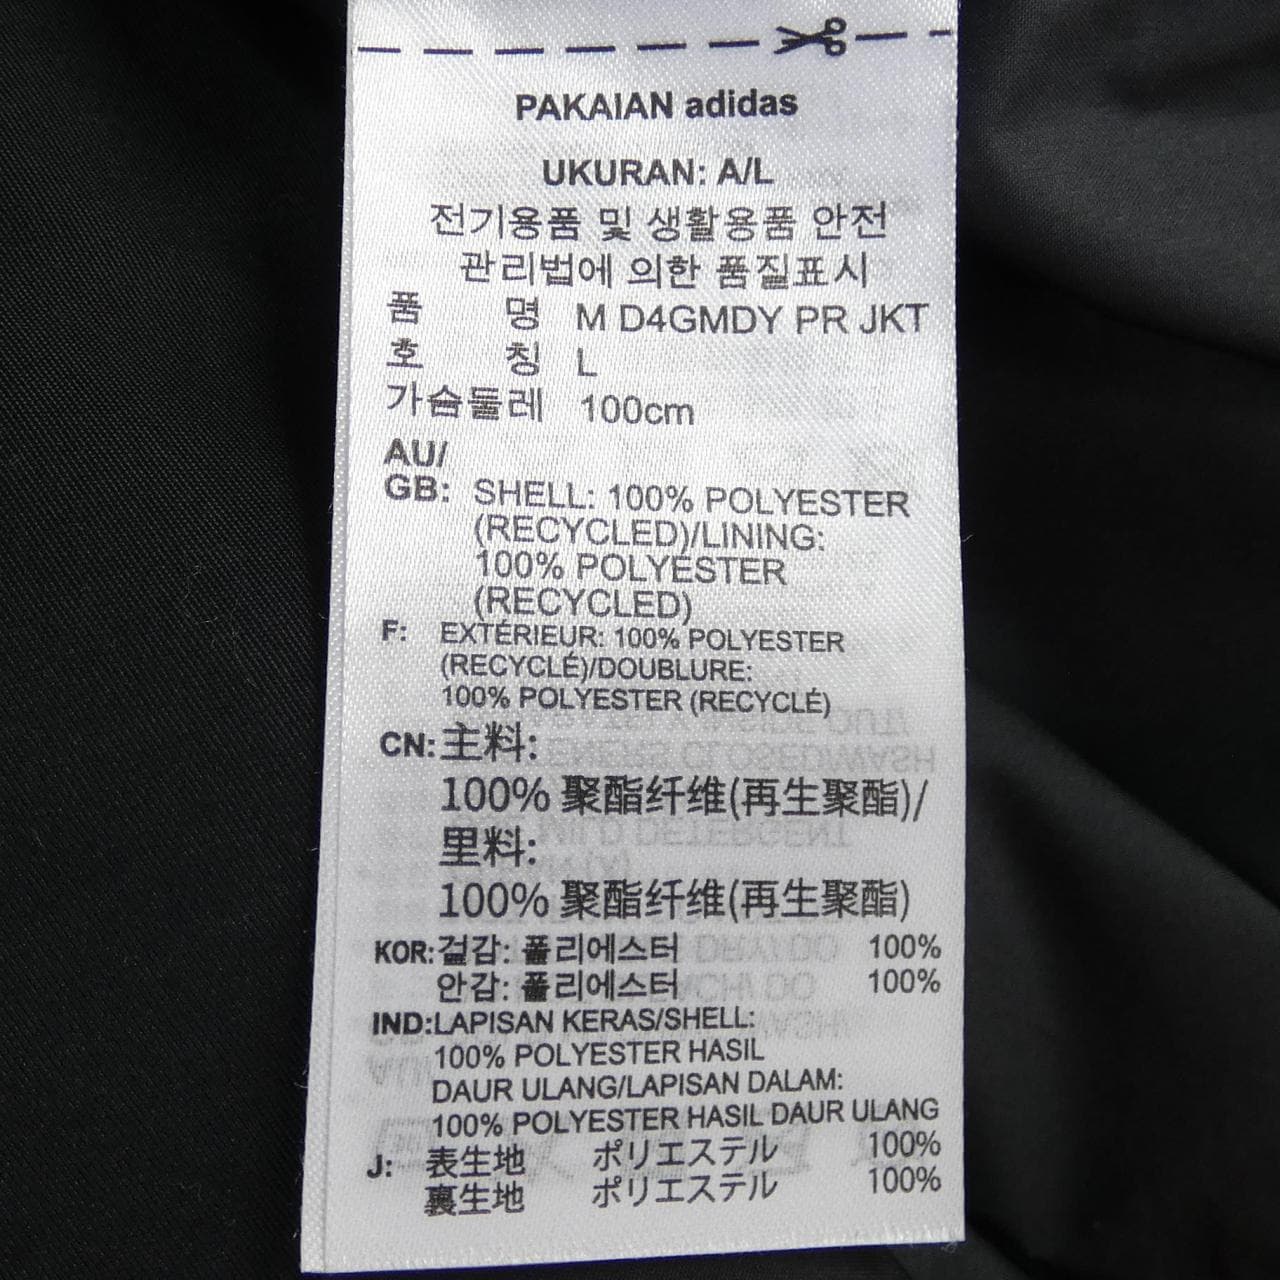 PAKAIAN adidas
UKURAN: A/L
전기용품 및 생활용품 안전
관리법에 의한 품질표시
품 명 M D4GMDY PR JKT
호 칭 L
가슴둘레 100cm
AU/
GB: SHELL: 100% POLYESTER
(RECYCLED)/LINING:
100% POLYESTER
(RECYCLED)
F: EXTÉRIEUR: 100% POLYESTER
(RECYCLÉ)/DOUBLURE:
100% POLYESTER (RECYCLÉ)
CN: 主料:
100% 聚酯纤维(再生聚酯)/
里料:
100% 聚酯纤维(再生聚酯)
KOR: 겉감: 폴리에스터 100%
안감: 폴리에스터 100%
IND: LAPISAN KERAS/SHELL:
100% POLYESTER HASIL
DAUR ULANG/LAPISAN DALAM:
100% POLYESTER HASIL DAUR ULANG
J: 表生地 ポリエステル 100%
裏生地 ポリエステル 100%